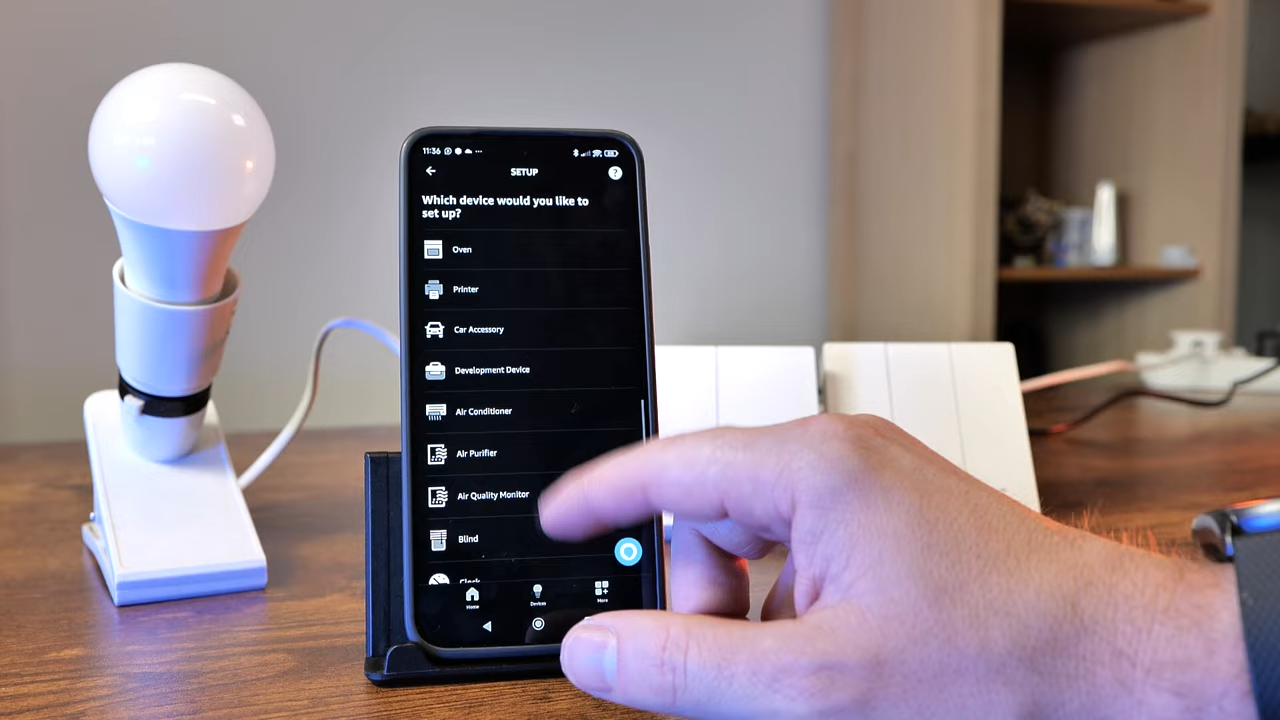 11:36
SETUP
?
Which device would you like to
set up?
Oven
Printer
Car Accessory
Development Device
Air Conditioner
Air Purifier
Air Quality Monitor
Blind
Clock
Home
Devices
More